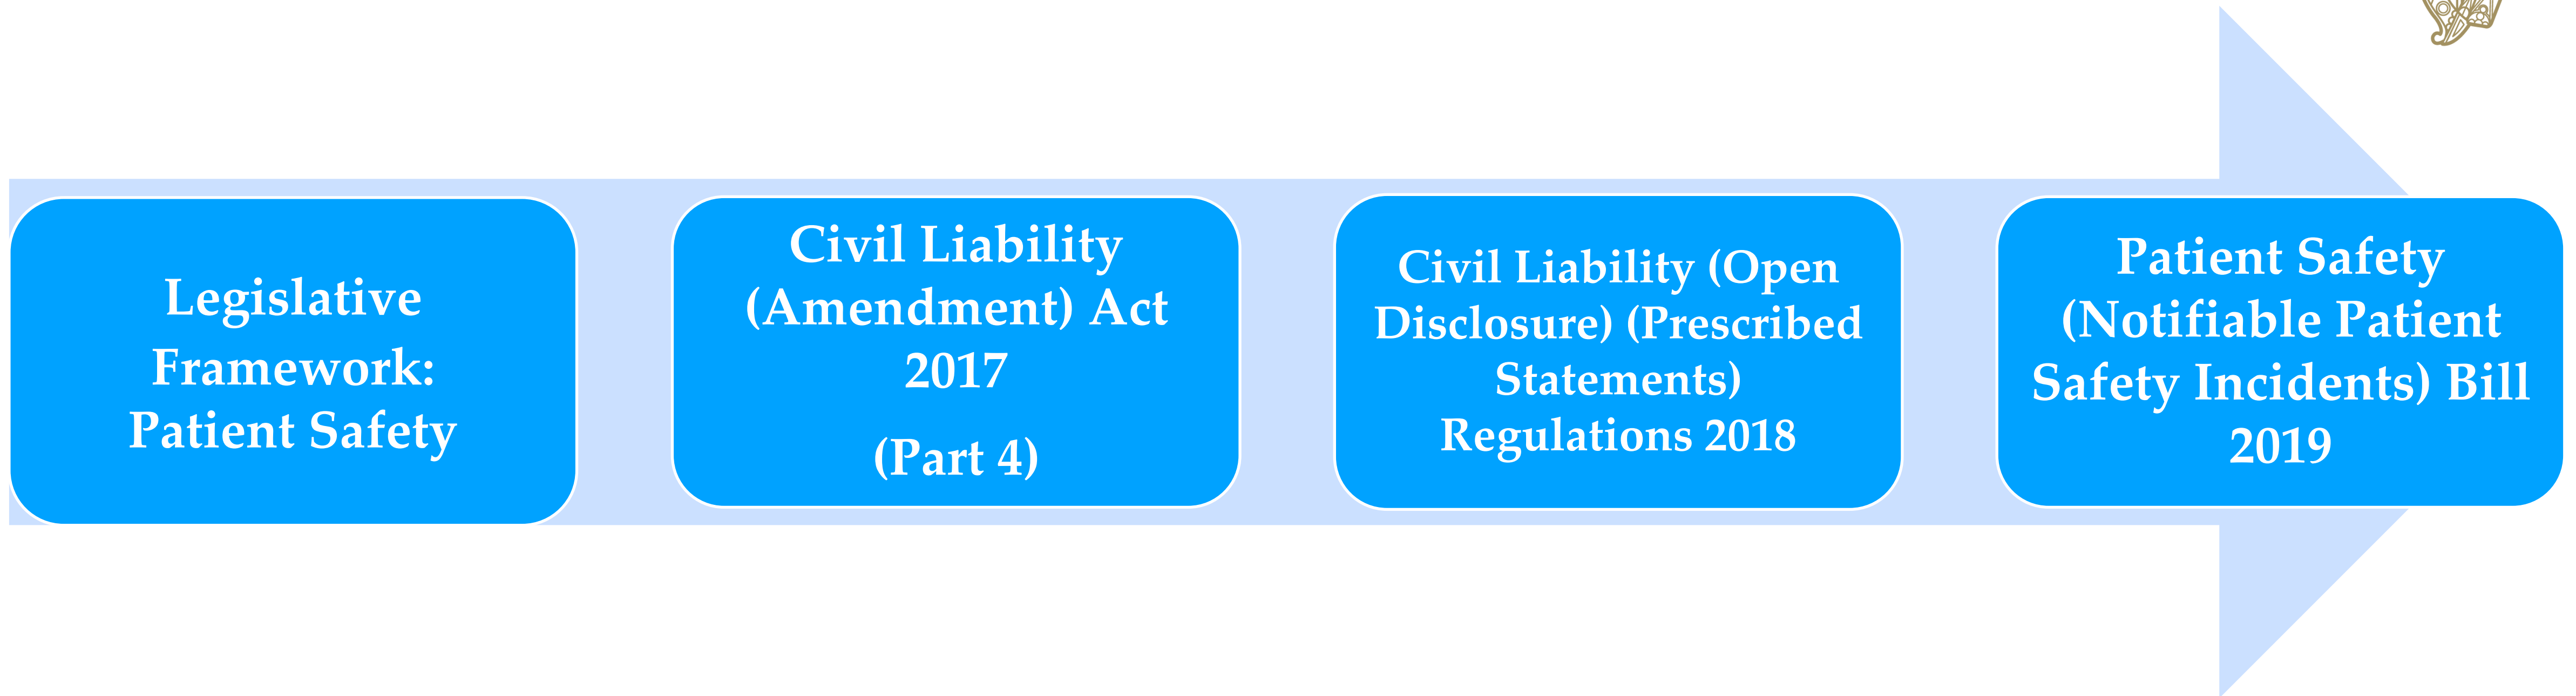 Legislative
Framework:
Patient Safety
Civil Liability
(Amendment) Act
2017
(Part 4)
Civil Liability (Open
Disclosure) (Prescribed
Statements)
Regulations 2018
Patient Safety
(Notifiable Patient
Safety Incidents) Bill
2019